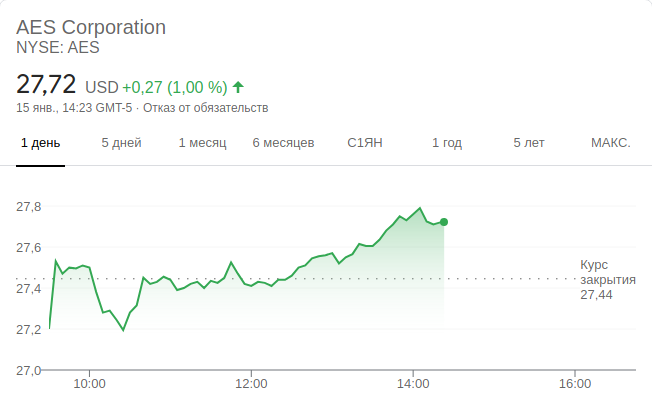 AES Corporation
NYSE: AES
27,72 USD +0,27 (1,00 %)
15 янв., 14:23 GMT-5 · Отказ от обязательств
1 день 5 дней 1 месяц 6 месяцев С1ЯН 1 год 5 лет МАКС.
27,8
27,6
27,4
27,2
27,0
Курс
закрытия
27,44
10:00 12:00 14:00 16:00